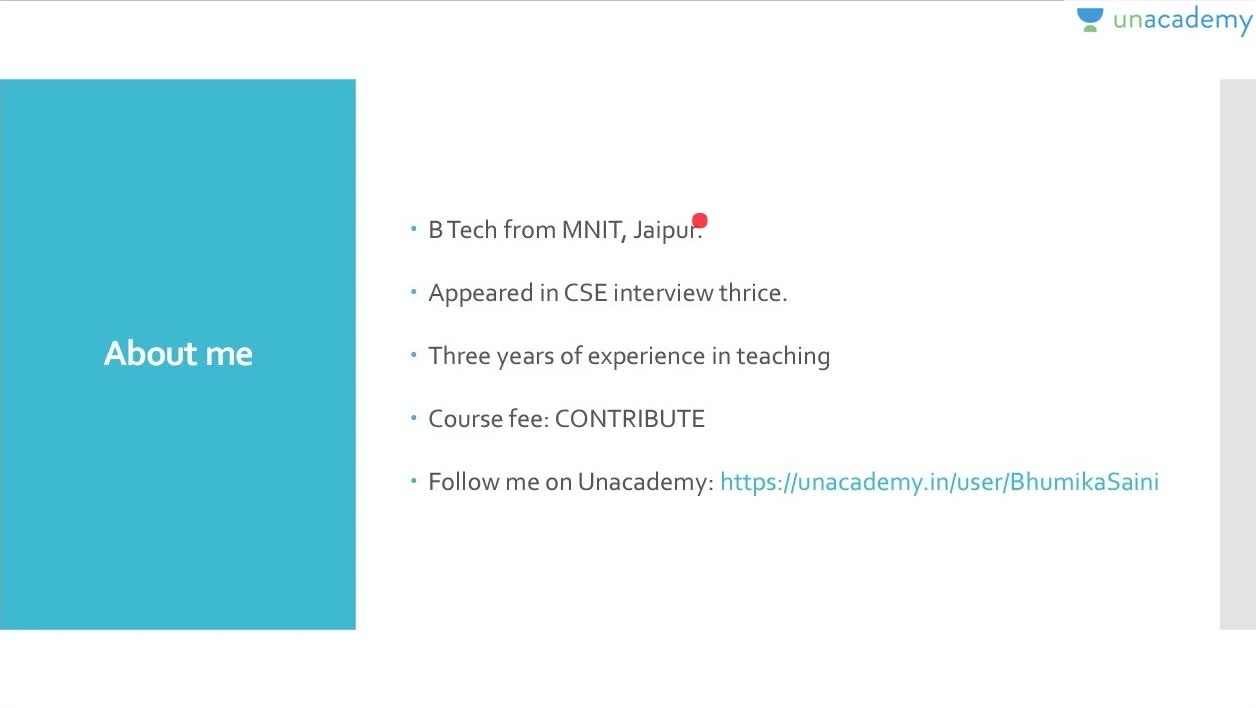 unacademy
About me
• B Tech from MNIT, Jaipur.
• Appeared in CSE interview thrice.
• Three years of experience in teaching
• Course fee: CONTRIBUTE
• Follow me on Unacademy: https://unacademy.in/user/BhumikaSaini